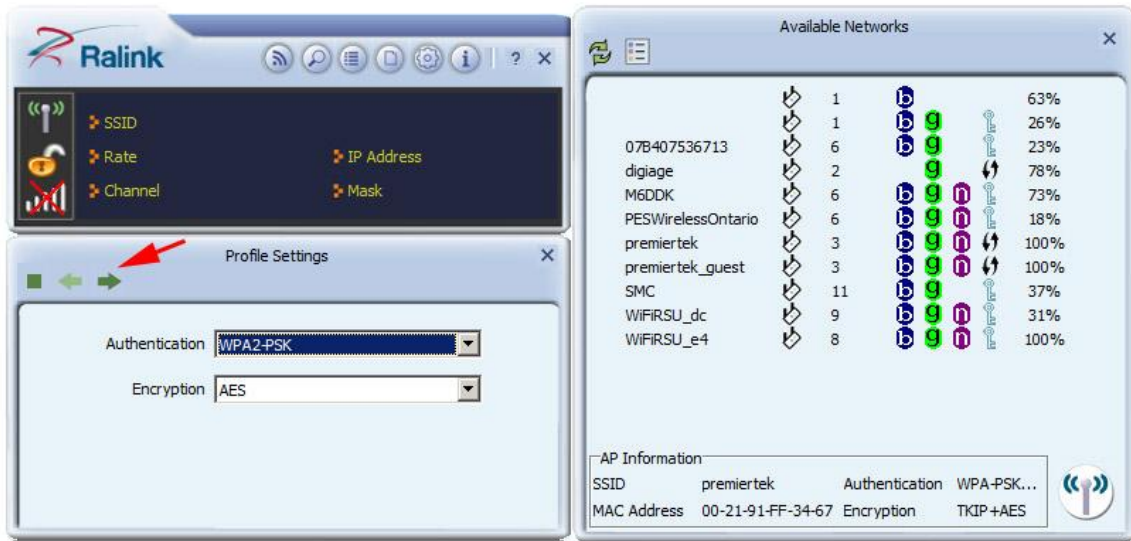 Ralink
? ×
SSID
Rate
IP Address
Channel
Mask
Profile Settings
×
Authentication WPA2-PSK
Encryption AES
Available Networks
×
1 b 63%
1 b g 26%
07B407536713 6 b g 23%
digiage 2 g 78%
M6DDK 6 b g n 73%
PESWirelessOntario 6 b g n 18%
premiertek 3 b g n 100%
premiertek_guest 3 b g n 100%
SMC 11 b g 37%
WiFiRSU_dc 9 b g n 31%
WiFiRSU_e4 8 b g n 100%
AP Information
SSID premiertek Authentication WPA-PSK...
MAC Address 00-21-91-FF-34-67 Encryption TKIP+AES